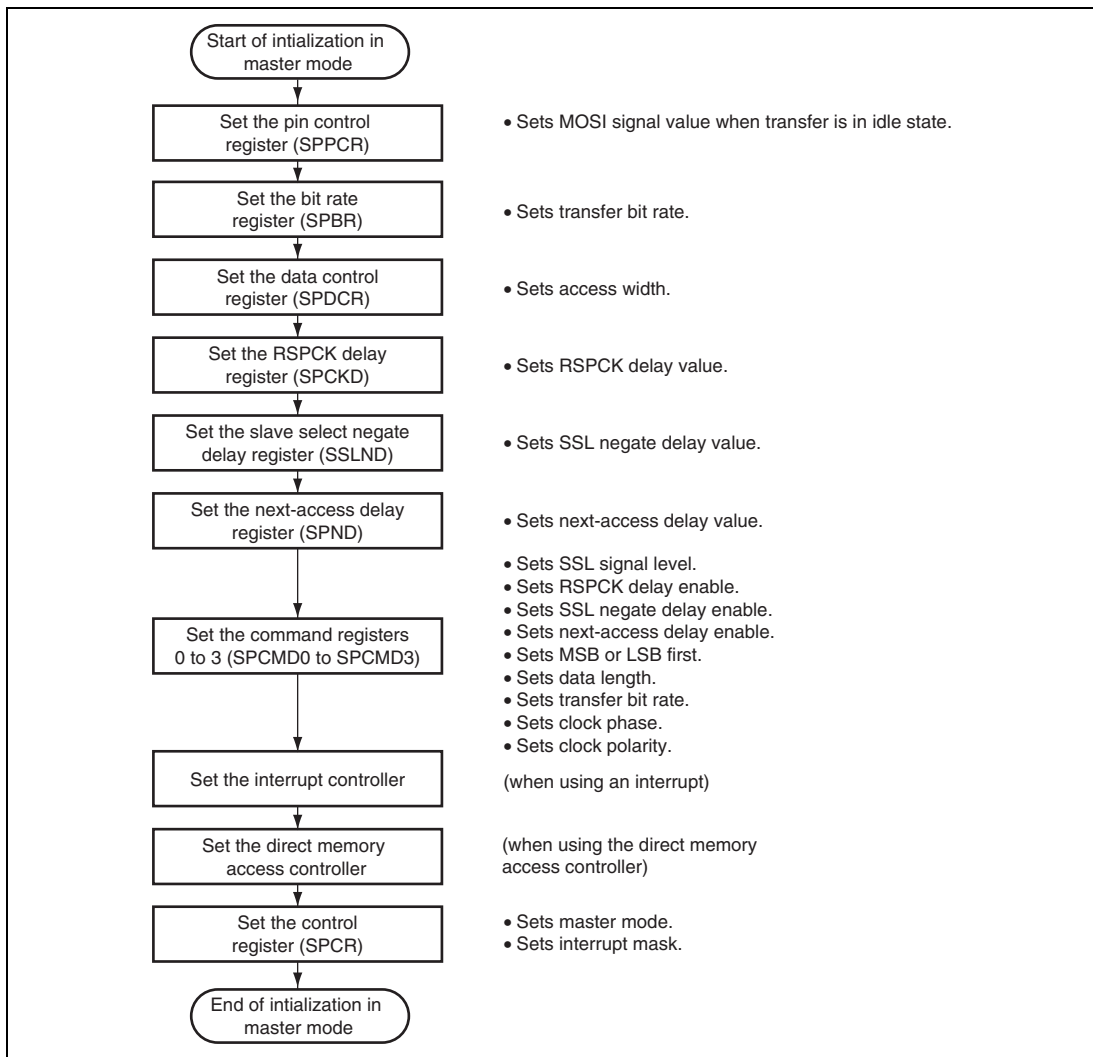 Start of intialization in
master mode
Set the pin control
register (SPPCR)
• Sets MOSI signal value when transfer is in idle state.
Set the bit rate
register (SPBR)
• Sets transfer bit rate.
Set the data control
register (SPDCR)
• Sets access width.
Set the RSPCK delay
register (SPCKD)
• Sets RSPCK delay value.
Set the slave select negate
delay register (SSLND)
• Sets SSL negate delay value.
Set the next-access delay
register (SPND)
• Sets next-access delay value.
Set the command registers
0 to 3 (SPCMD0 to SPCMD3)
• Sets SSL signal level.
• Sets RSPCK delay enable.
• Sets SSL negate delay enable.
• Sets next-access delay enable.
• Sets MSB or LSB first.
• Sets data length.
• Sets transfer bit rate.
• Sets clock phase.
• Sets clock polarity.
Set the interrupt controller
(when using an interrupt)
Set the direct memory
access controller
(when using the direct memory
access controller)
Set the control
register (SPCR)
• Sets master mode.
• Sets interrupt mask.
End of intialization in
master mode